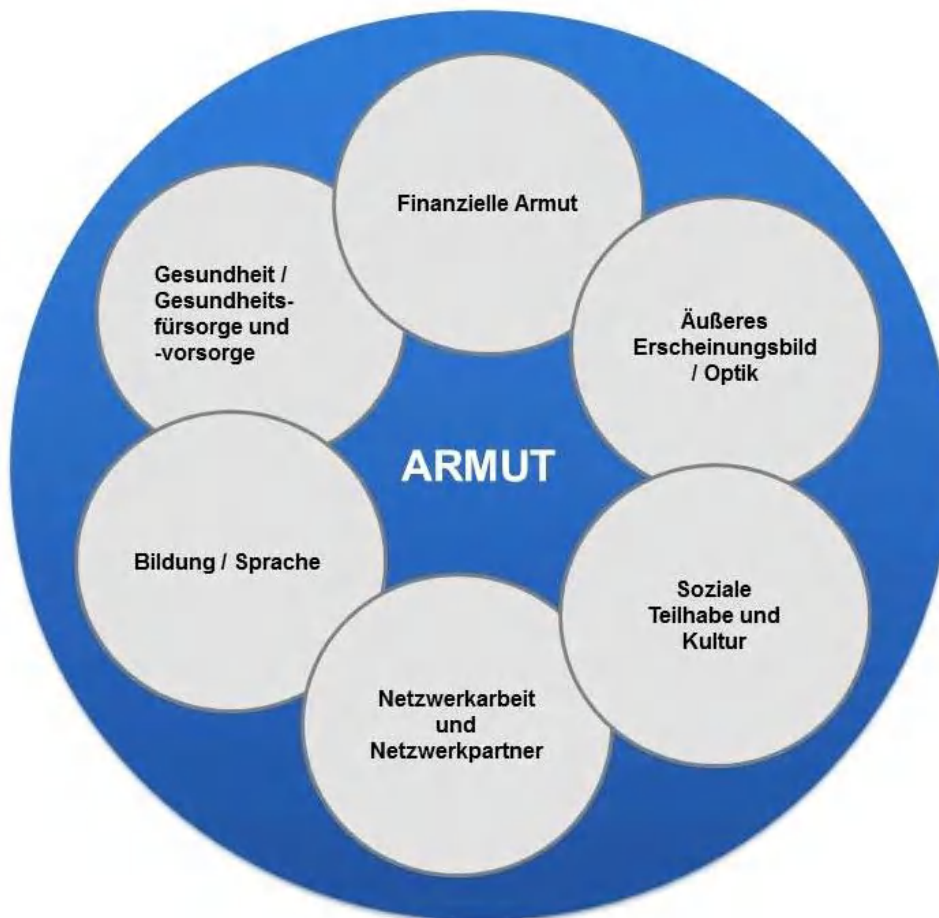 Finanzielle Armut
Gesundheit /
Gesundheits-
fürsorge und
-vorsorge
Äußeres
Erscheinungsbild
/ Optik
ARMUT
Bildung / Sprache
Soziale
Teilhabe und
Kultur
Netzwerkarbeit
und
Netzwerkpartner